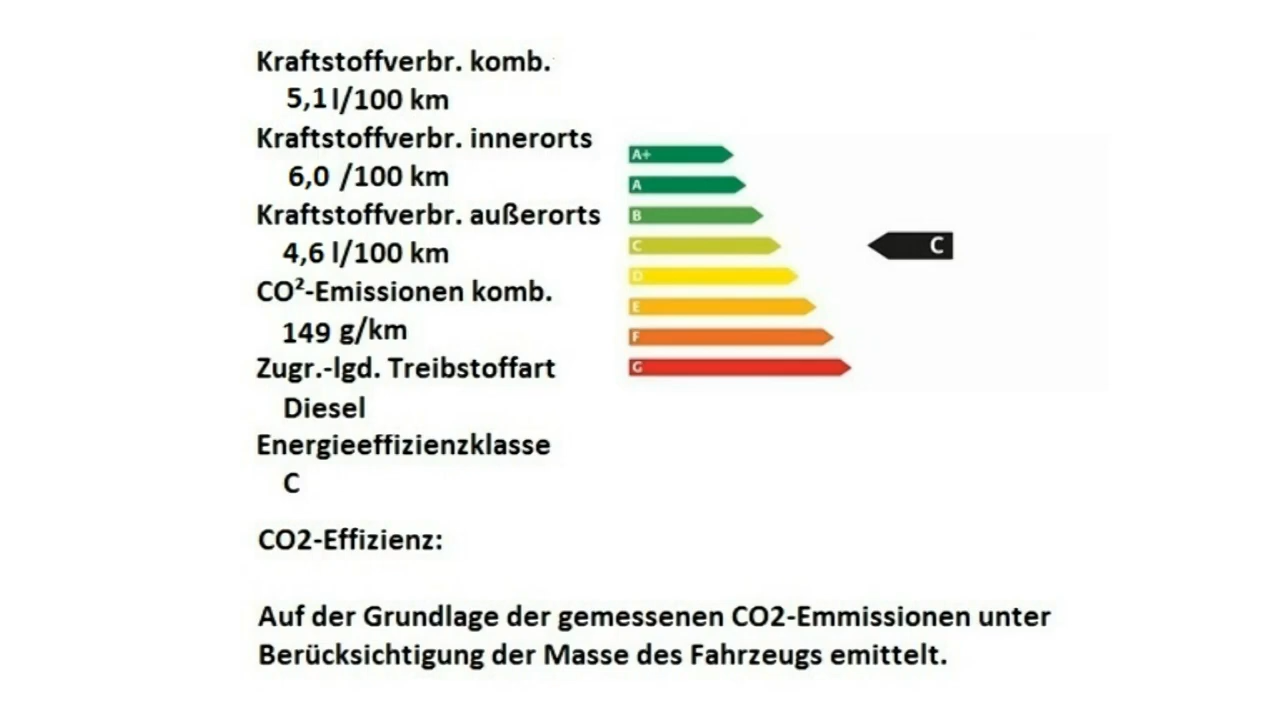 Kraftstoffverbr. komb.
5,1 l/100 km
Kraftstoffverbr. innerorts
6,0 /100 km
Kraftstoffverbr. außerorts
4,6 l/100 km
CO²-Emissionen komb.
149 g/km
Zugr.-lgd. Treibstoffart
Diesel
Energieeffizienzklasse
C
A+
A
B
C
C
D
E
F
G
CO2-Effizienz:
Auf der Grundlage der gemessenen CO2-Emmissionen unter
Berücksichtigung der Masse des Fahrzeugs emittelt.